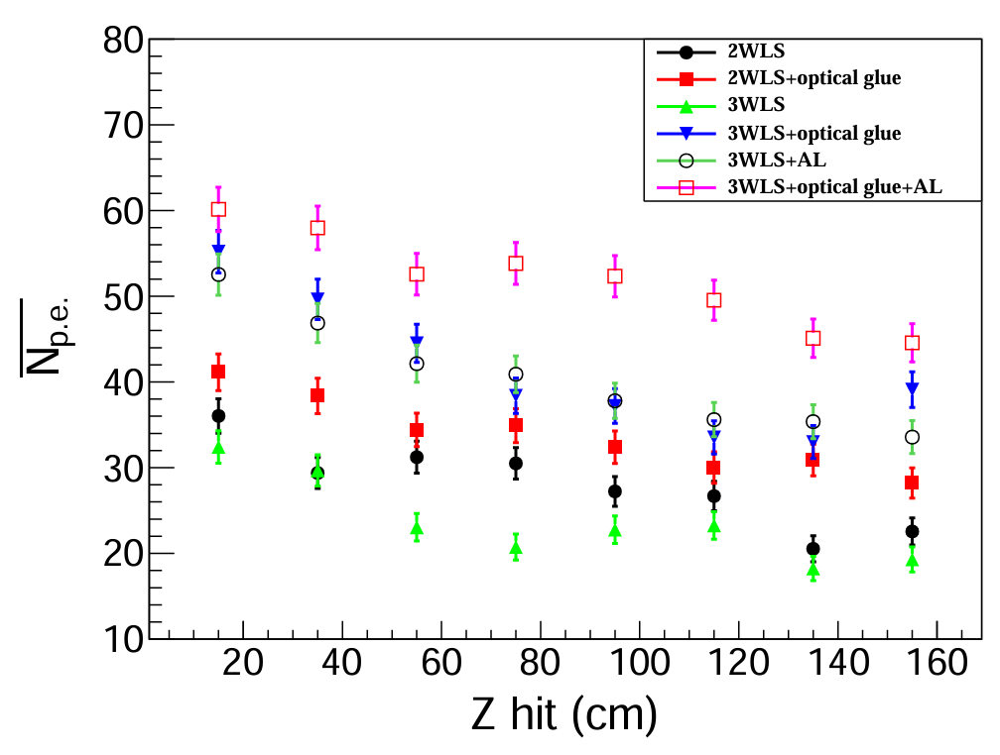 80
70
60
50
40
30
20
10
20 40 60 80 100 120 140 160
N p.e.
Z hit (cm)
2WLS
2WLS+optical glue
3WLS
3WLS+optical glue
3WLS+AL
3WLS+optical glue+AL